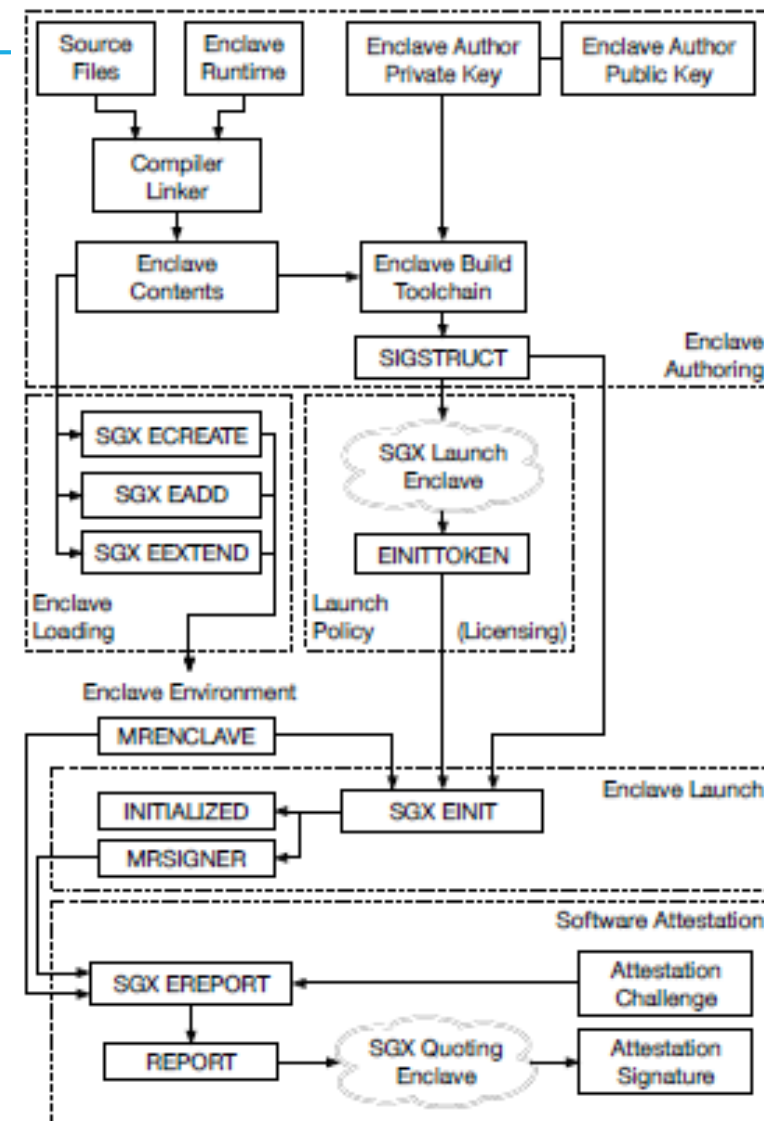 Source
Files
Enclave
Runtime
Enclave Author
Private Key
Enclave Author
Public Key
Compiler
Linker
Enclave
Contents
Enclave Build
Toolchain
SIGSTRUCT
Enclave
Authoring
SGX ECREATE
SGX EADD
SGX EEXTEND
Enclave
Loading
SGX Launch
Enclave
EINITTOKEN
Launch
Policy
(Licensing)
Enclave Environment
MRENCLAVE
Enclave Launch
INITIALIZED
SGX EINIT
MRSIGNER
Software Attestation
SGX EREPORT
Attestation
Challenge
REPORT
SGX Quoting
Enclave
Attestation
Signature